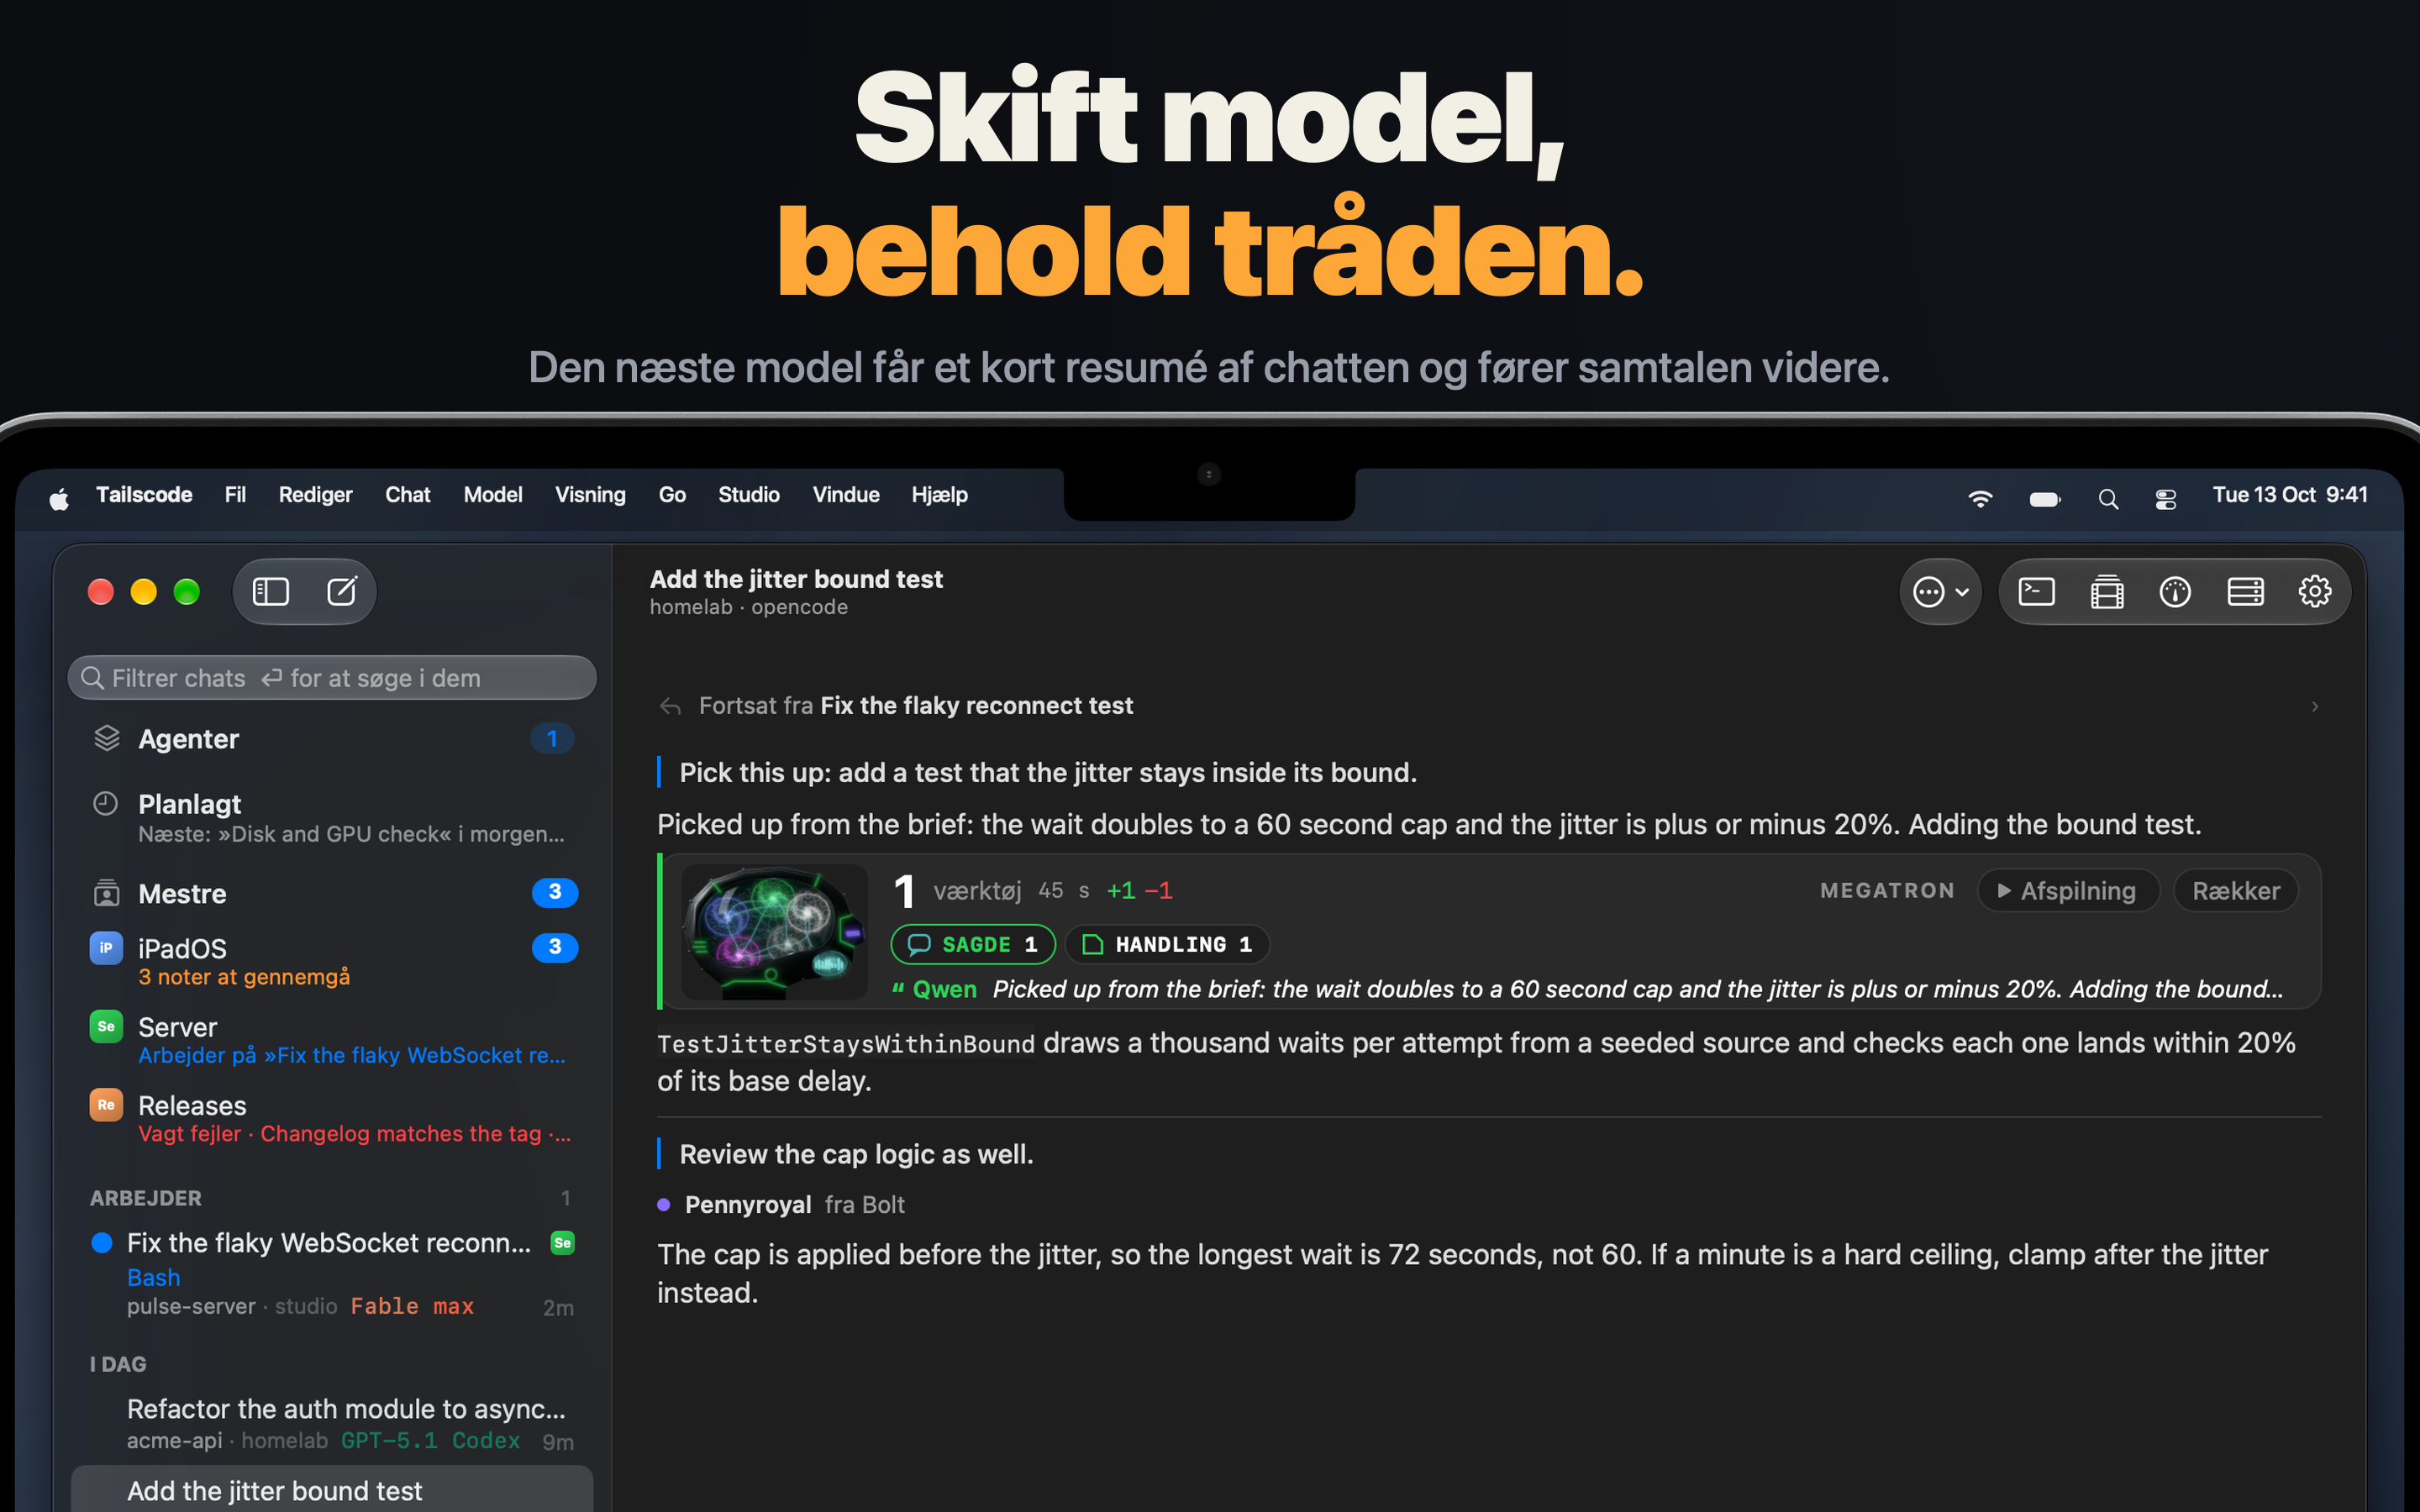 Skift model,
behold tråden.
Den næste model får et kort resumé af chatten og fører samtalen videre.
Tailscode Fil Rediger Chat Model Visning Go Studio Vindue Hjælp
Tue 13 Oct 9:41
Add the jitter bound test
homelab · opencode
Filtrer chats ↩ for at søge i dem
Agenter 1
Planlagt
Næste: »Disk and GPU check« i morgen...
Mestre 3
iP iPadOS 3
3 noter at gennemgå
Se Server
Arbejder på »Fix the flaky WebSocket re...
Re Releases
Vagt fejler · Changelog matches the tag ·...
ARBEJDER 1
Fix the flaky WebSocket reconn... Se
Bash
pulse-server · studio Fable max 2m
I DAG
Refactor the auth module to async...
acme-api · homelab GPT-5.1 Codex 9m
Add the jitter bound test
Fortsat fra Fix the flaky reconnect test
Pick this up: add a test that the jitter stays inside its bound.
Picked up from the brief: the wait doubles to a 60 second cap and the jitter is plus or minus 20%. Adding the bound test.
1 værktøj 45 s +1 −1 MEGATRON Afspilning Rækker
SAGDE 1 HANDLING 1
" Qwen Picked up from the brief: the wait doubles to a 60 second cap and the jitter is plus or minus 20%. Adding the bound...
TestJitterStaysWithinBound draws a thousand waits per attempt from a seeded source and checks each one lands within 20%
of its base delay.
Review the cap logic as well.
Pennyroyal fra Bolt
The cap is applied before the jitter, so the longest wait is 72 seconds, not 60. If a minute is a hard ceiling, clamp after the jitter
instead.